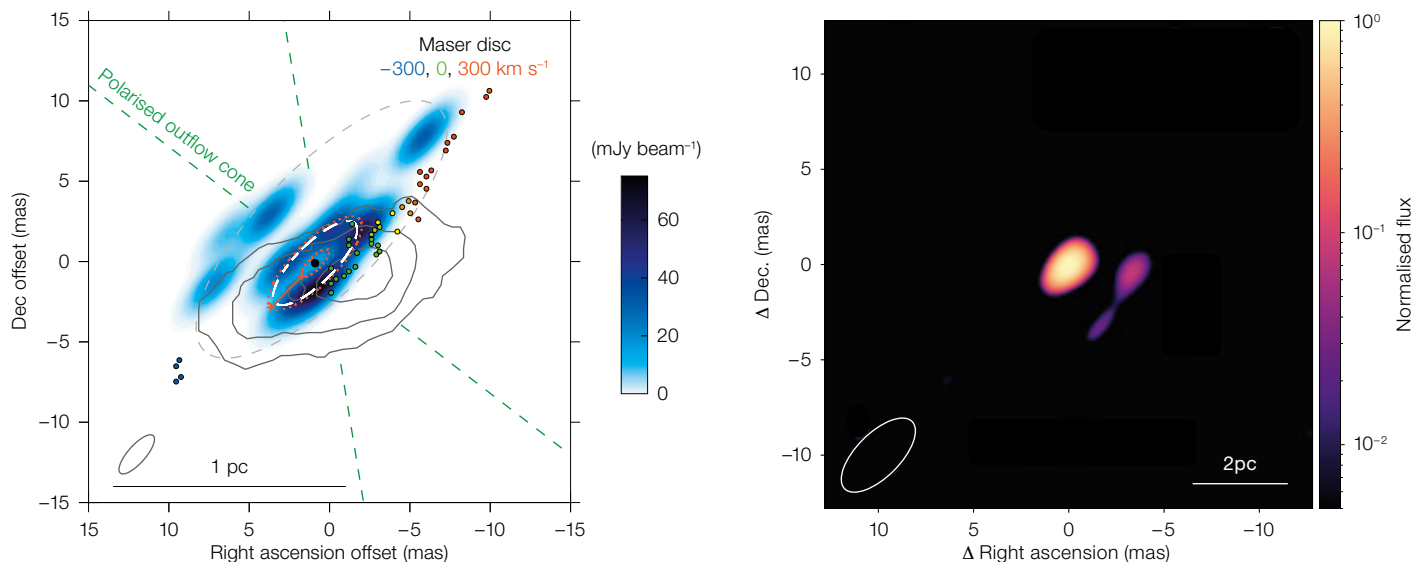 15
10
5
0
−5
−10
−15
Dec offset (mas)
15
10
5
0
−5
−10
−15
Right ascension offset (mas)
Maser disc
−300, 0, 300 km s⁻¹
Polarised outflow cone
1 pc
(mJy beam⁻¹)
60
40
20
0
10
5
0
−5
−10
Δ Dec. (mas)
10
5
0
−5
−10
Δ Right ascension (mas)
2pc
10⁰
10⁻¹
10⁻²
Normalised flux